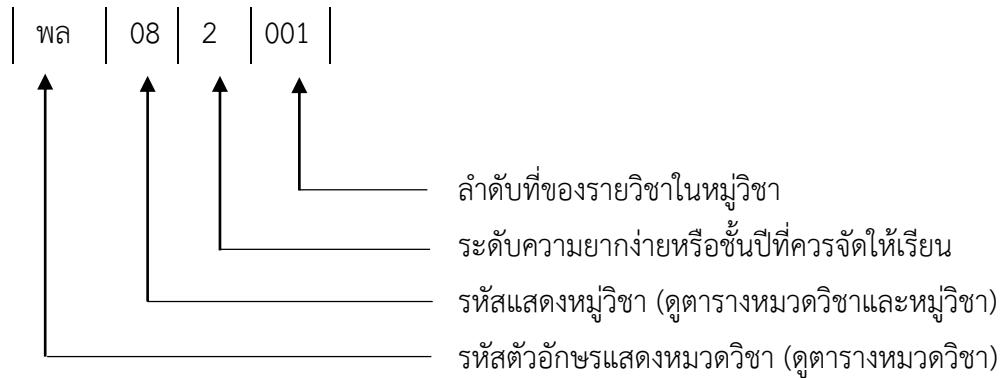 พล 08 2 001
ลำดับที่ของรายวิชาในหมู่วิชา
ระดับความยากง่ายหรือชั้นปีที่ควรจัดให้เรียน
รหัสแสดงหมู่วิชา (ดูตารางหมวดวิชาและหมู่วิชา)
รหัสตัวอักษรแสดงหมวดวิชา (ดูตารางหมวดวิชา)